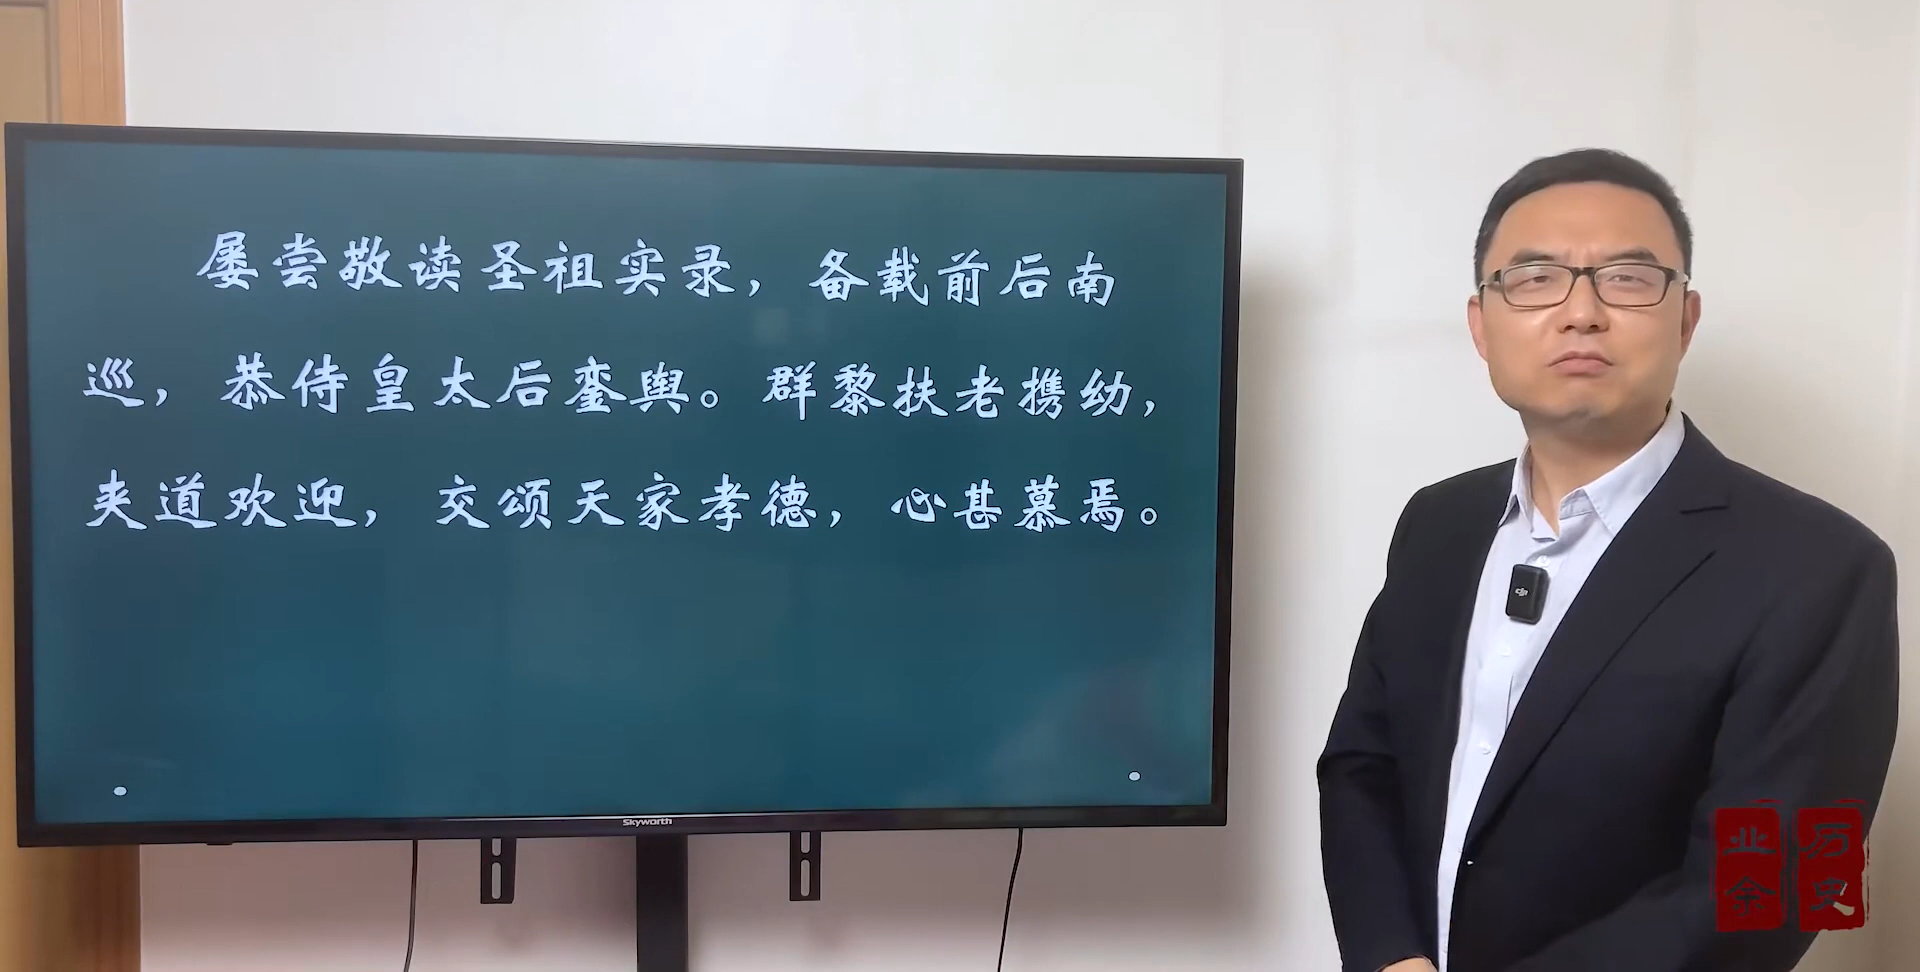 屡尝敬读圣祖实录，备载前后南
巡，恭侍皇太后銮舆。群黎扶老携幼，
夹道欢迎，交颂天家孝德，心甚慕焉。
Skyworth
dji
历史
业余